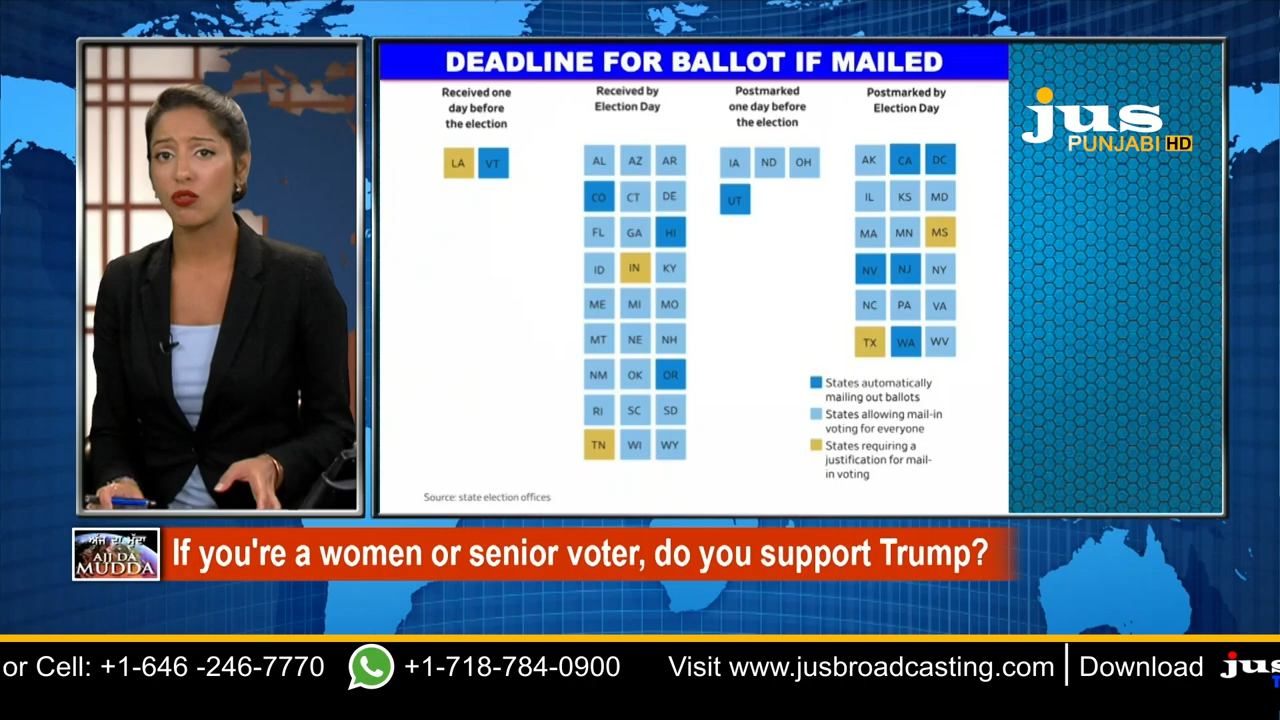 DEADLINE FOR BALLOT IF MAILED
Received one
day before
the election
LA VT
Received by
Election Day
AL AZ AR
CO CT DE
FL GA HI
ID IN KY
ME MI MO
MT NE NH
NM OK OR
RI SC SD
TN WI WY
Postmarked
one day before
the election
IA ND OH
UT
Postmarked by
Election Day
AK CA DC
IL KS MD
MA MN MS
NV NJ NY
NC PA VA
TX WA WV
States automatically
mailing out ballots
States allowing mail-in
voting for everyone
States requiring a
justification for mail-
in voting
Source: state election offices
jus
PUNJABI HD
ਅੱਜ ਦਾ ਮੁੱਦਾ
AJJ DA
MUDDA
If you're a women or senior voter, do you support Trump?
or Cell: +1-646 -246-7770 +1-718-784-0900 Visit www.jusbroadcasting.com Download jus